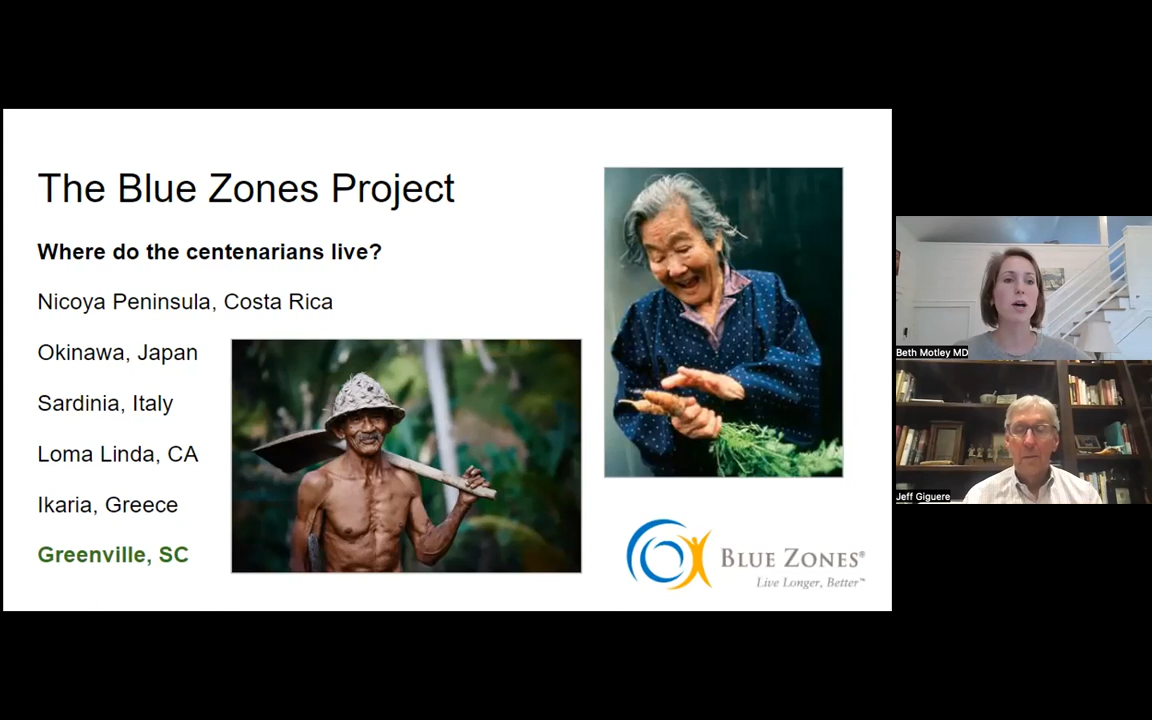 The Blue Zones Project
Where do the centenarians live?
Nicoya Peninsula, Costa Rica
Okinawa, Japan
Sardinia, Italy
Loma Linda, CA
Ikaria, Greece
Greenville, SC
BLUE ZONES®
Live Longer, Better™
Beth Motley MD
Jeff Giguere